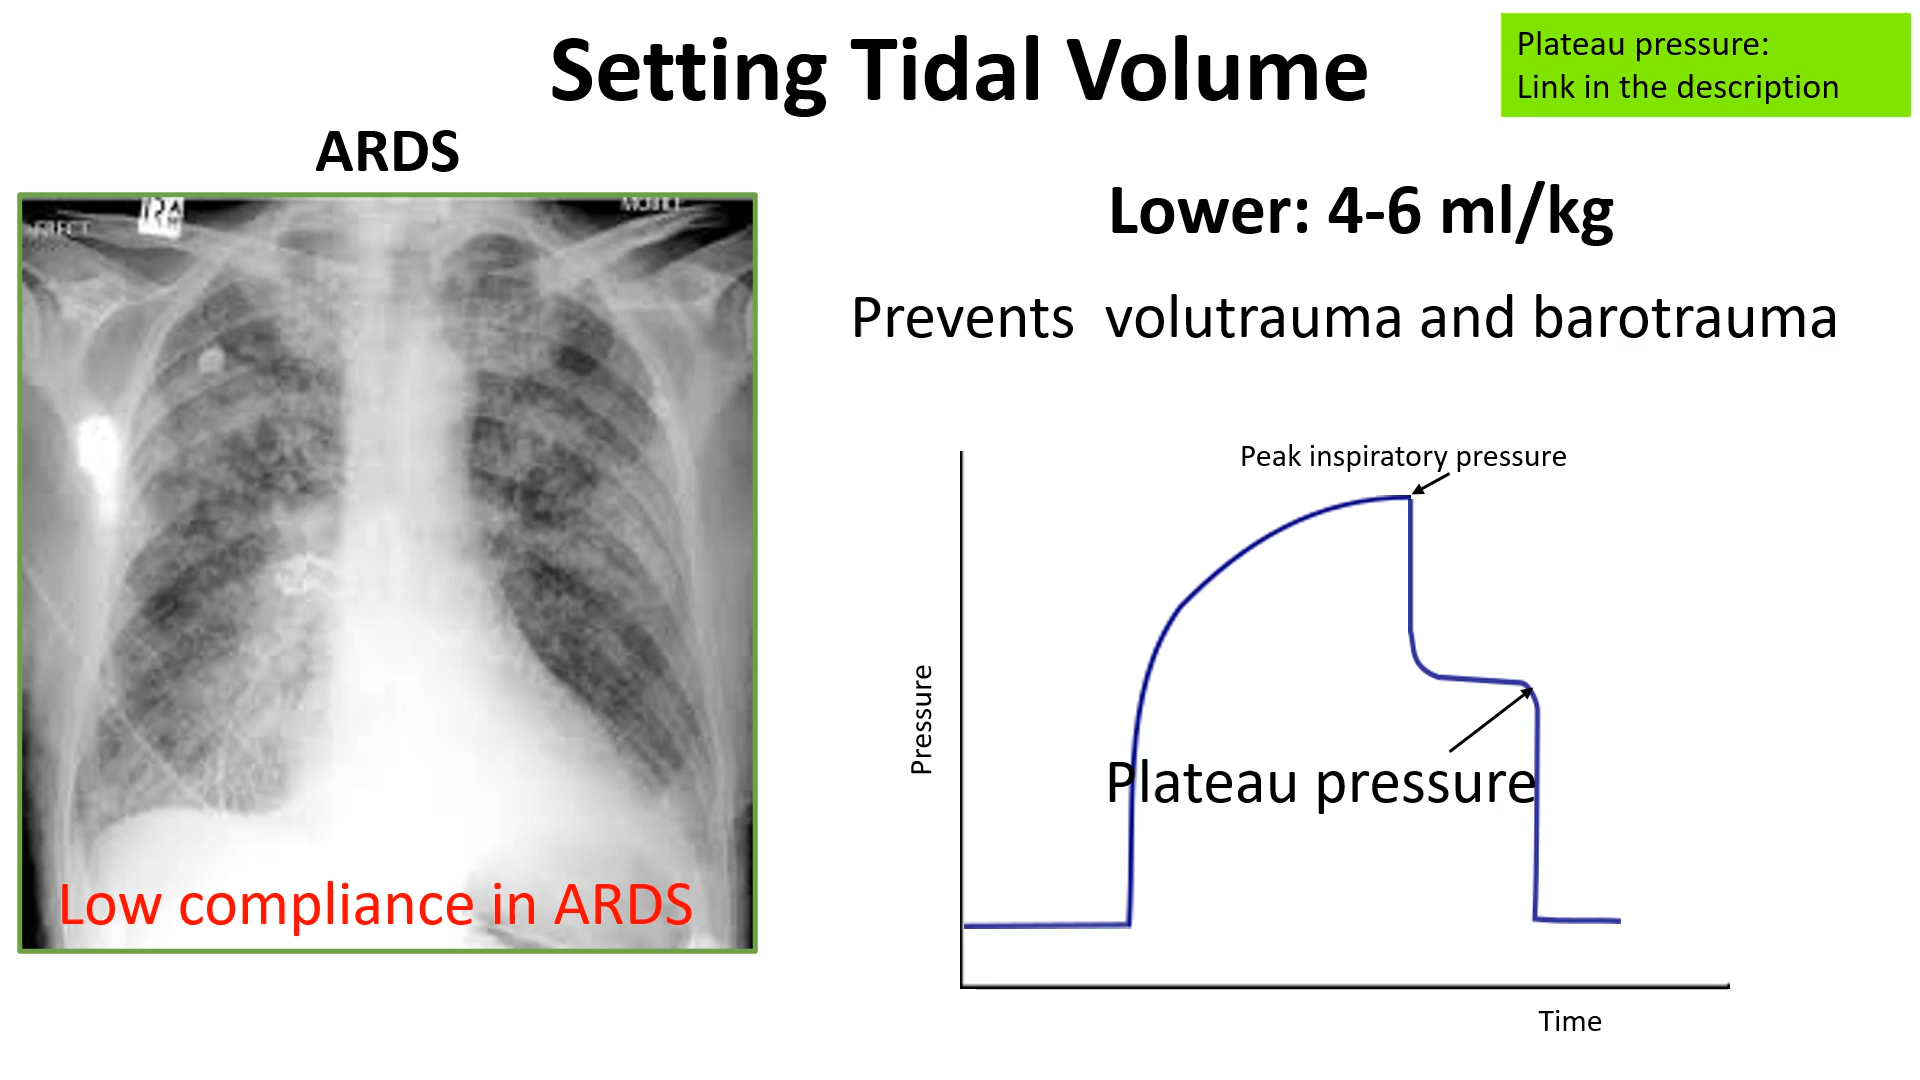 Setting Tidal Volume
Plateau pressure:
Link in the description
ARDS
Lower: 4-6 ml/kg
Prevents  volutrauma and barotrauma
Low compliance in ARDS
Peak inspiratory pressure
Pressure
Plateau pressure
Time